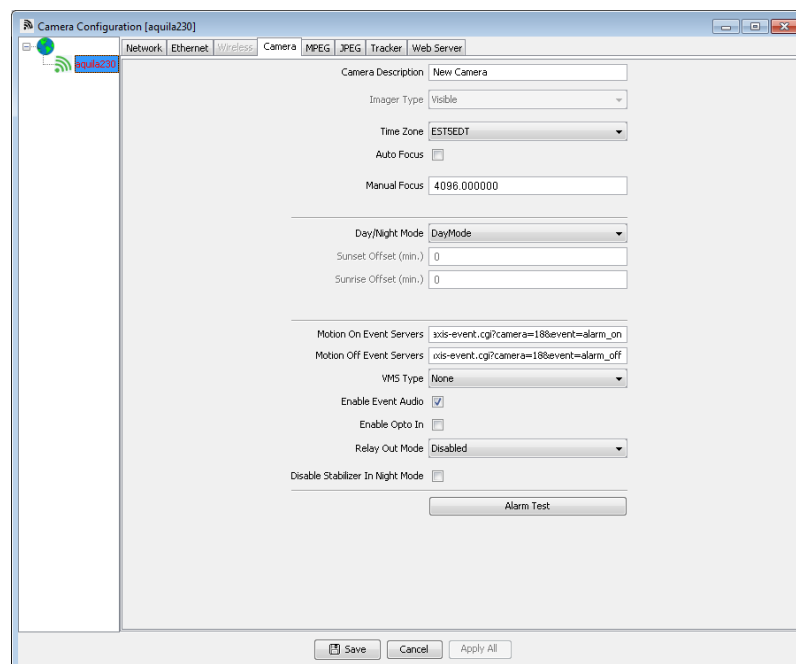 Camera Configuration [aquila230]
aquila230
Network Ethernet Wireless Camera MPEG JPEG Tracker Web Server
Camera Description New Camera
Imager Type Visible
Time Zone EST5EDT
Auto Focus
Manual Focus 4096.000000
Day/Night Mode DayMode
Sunset Offset (min.) 0
Sunrise Offset (min.) 0
Motion On Event Servers axis-event.cgi?camera=18&event=alarm_on
Motion Off Event Servers axis-event.cgi?camera=18&event=alarm_off
VMS Type None
Enable Event Audio
Enable Opto In
Relay Out Mode Disabled
Disable Stabilizer In Night Mode
Alarm Test
Save Cancel Apply All